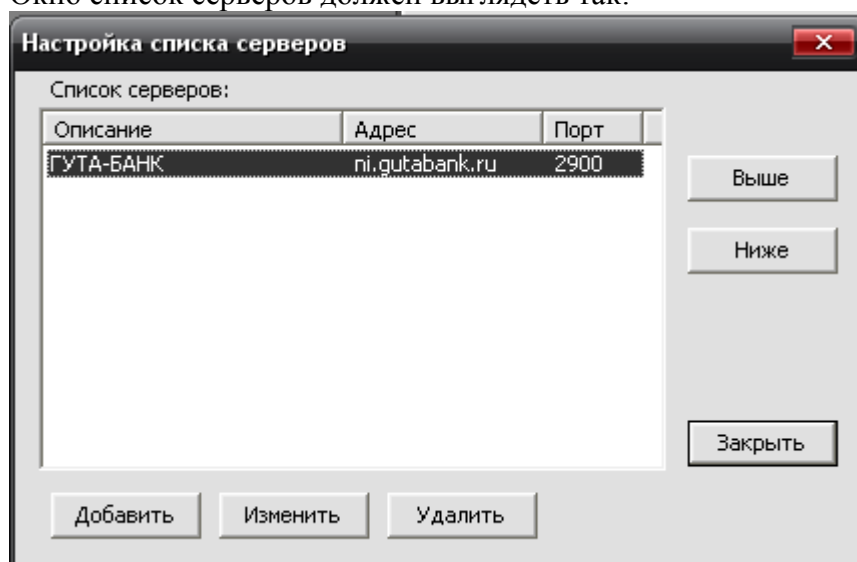 Окно список серверов должен выглядеть так:
Настройка списка серверов
Список серверов:
Описание Адрес Порт
ГУТА-БАНК ni.gutabank.ru 2900
Выше
Ниже
Закрыть
Добавить Изменить Удалить